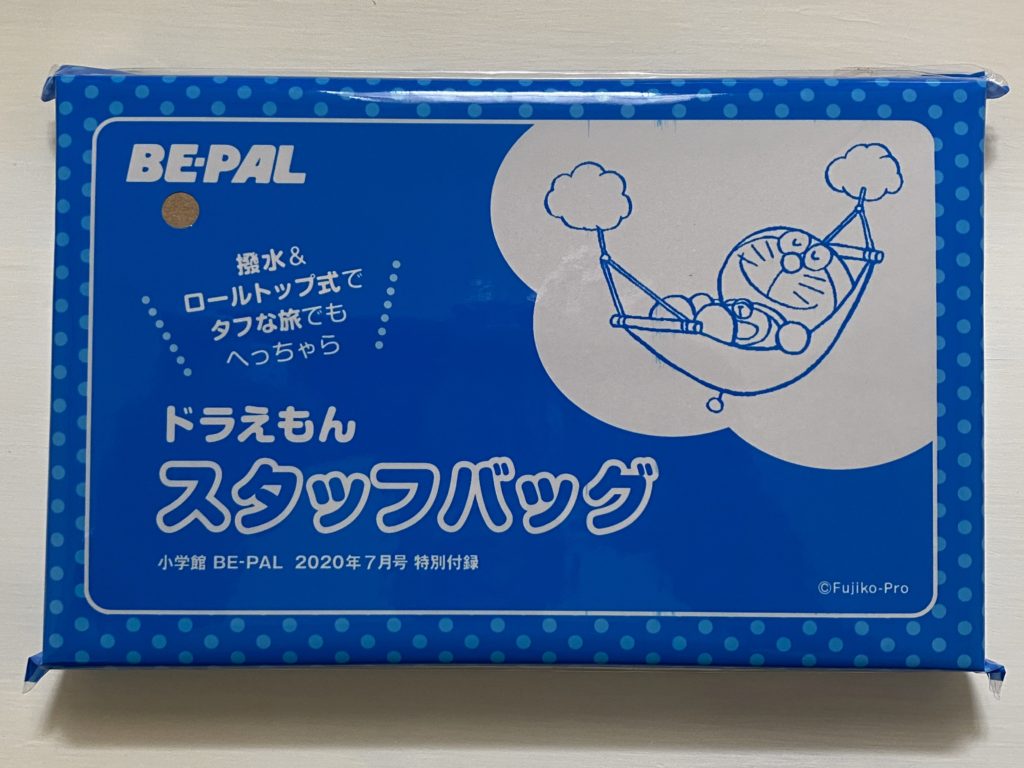 BE-PAL
撥水&
ロールトップ式で
タフな旅でも
へっちゃら
ドラえもん
スタッフバッグ
小学館 BE-PAL 2020年7月号 特別付録
©Fujiko-Pro